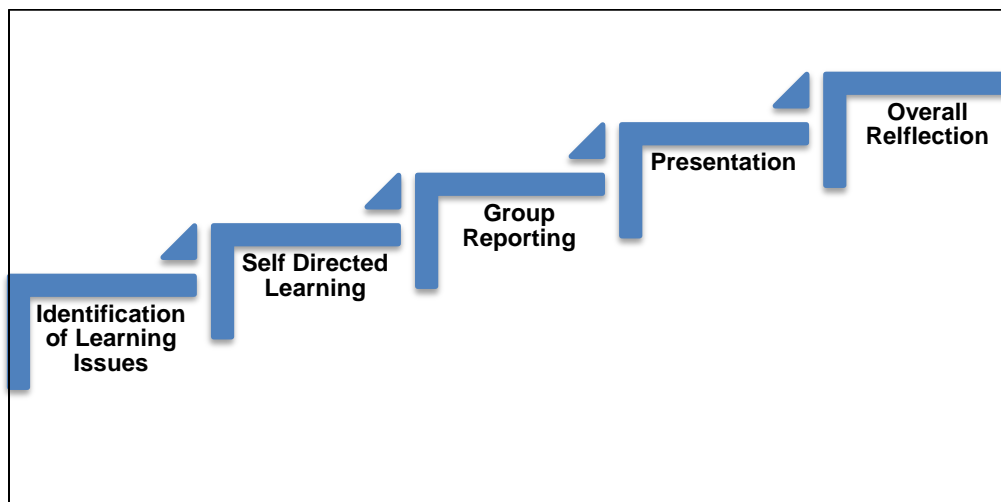 Identification
of Learning
Issues
Self Directed
Learning
Group
Reporting
Presentation
Overall
Relflection